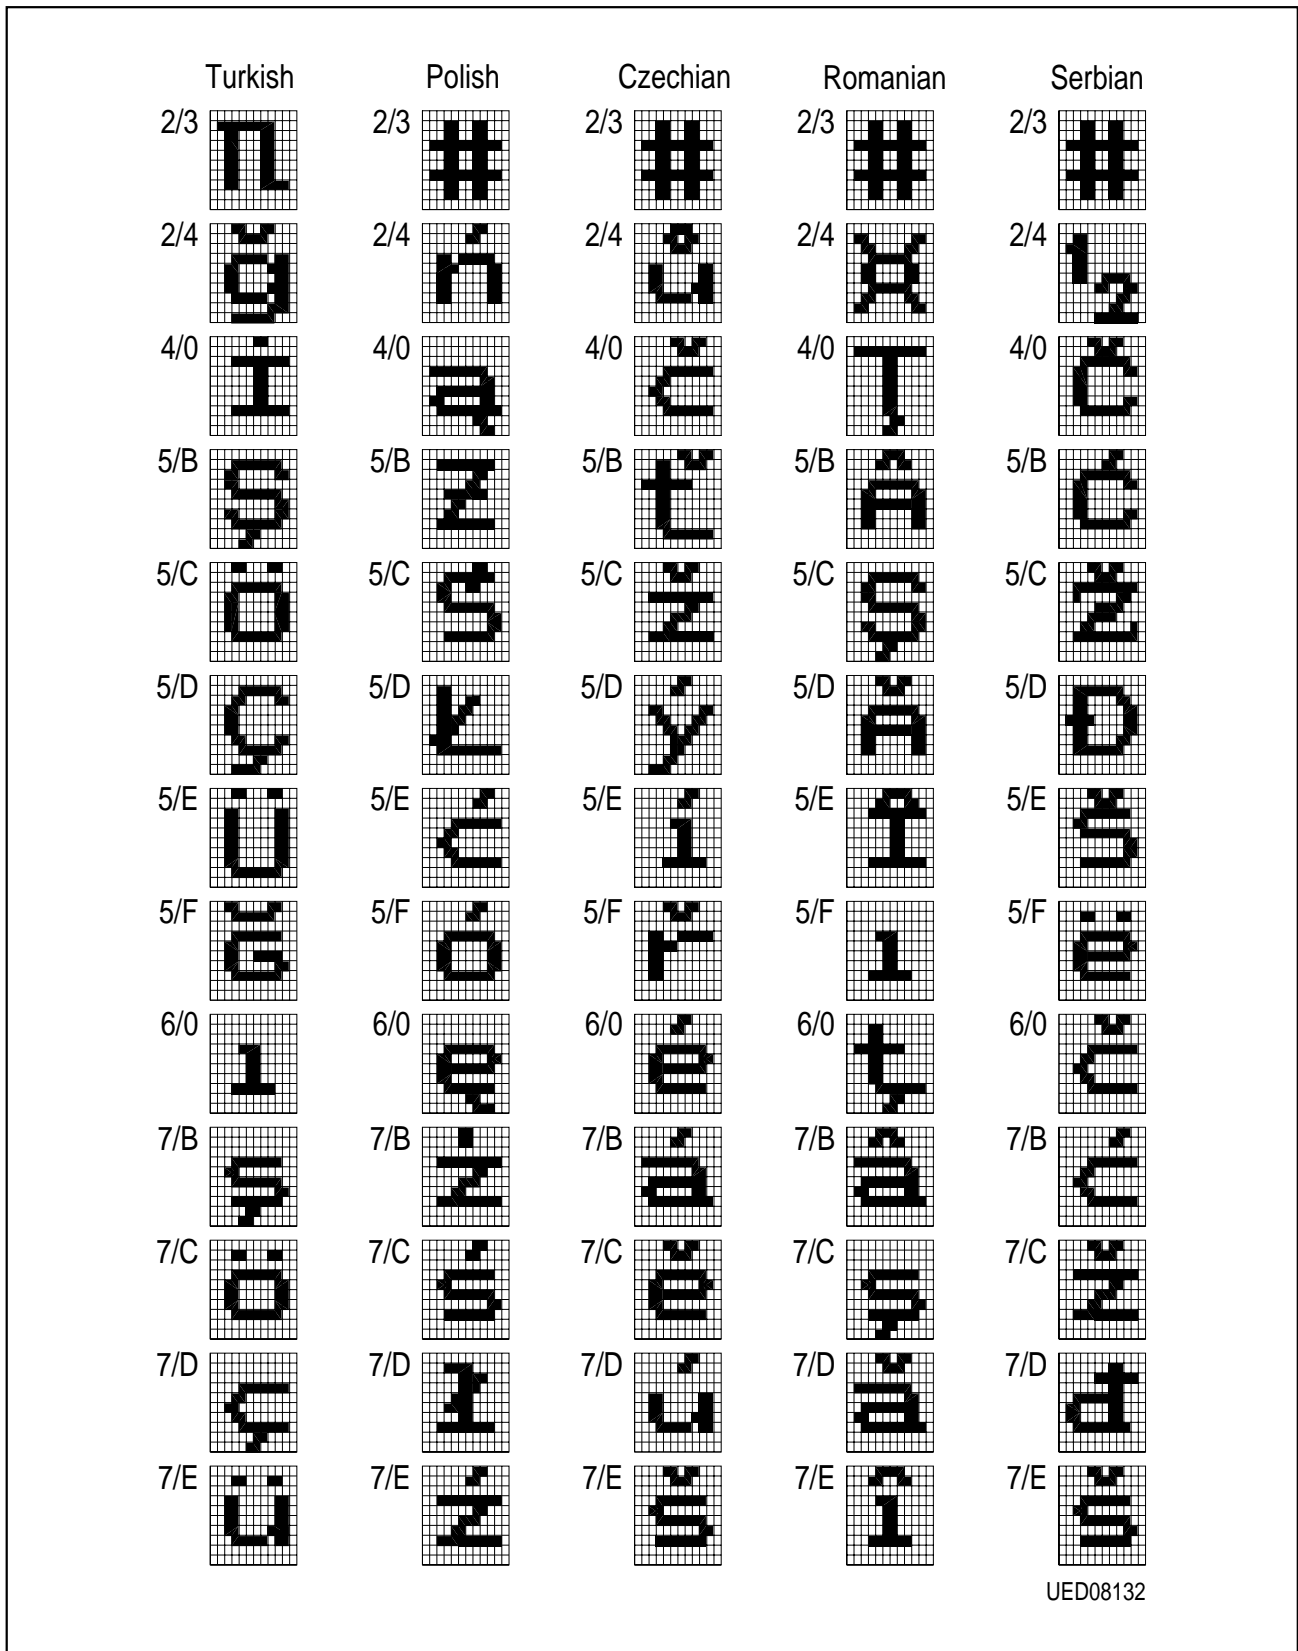 Turkish Polish Czechian Romanian Serbian
2/3 2/3 # 2/3 # 2/3 # 2/3 #
2/4 ğ 2/4 ń 2/4 ů 2/4 ¤ 2/4 ½
4/0 İ 4/0 ą 4/0 č 4/0 Ţ 4/0 Č
5/B Ş 5/B Z 5/B ť 5/B Â 5/B Ć
5/C Ö 5/C Ś 5/C ž 5/C Ş 5/C Ž
5/D Ç 5/D Ł 5/D ý 5/D Ă 5/D Đ
5/E Ü 5/E ć 5/E í 5/E Î 5/E Š
5/F Ğ 5/F ó 5/F ř 5/F ı 5/F ë
6/0 ı 6/0 ę 6/0 é 6/0 ţ 6/0 č
7/B ş 7/B ż 7/B á 7/B â 7/B ć
7/C ö 7/C ś 7/C ě 7/C ş 7/C ž
7/D ç 7/D ł 7/D ú 7/D ă 7/D đ
7/E ü 7/E ź 7/E š 7/E î 7/E š
UED08132